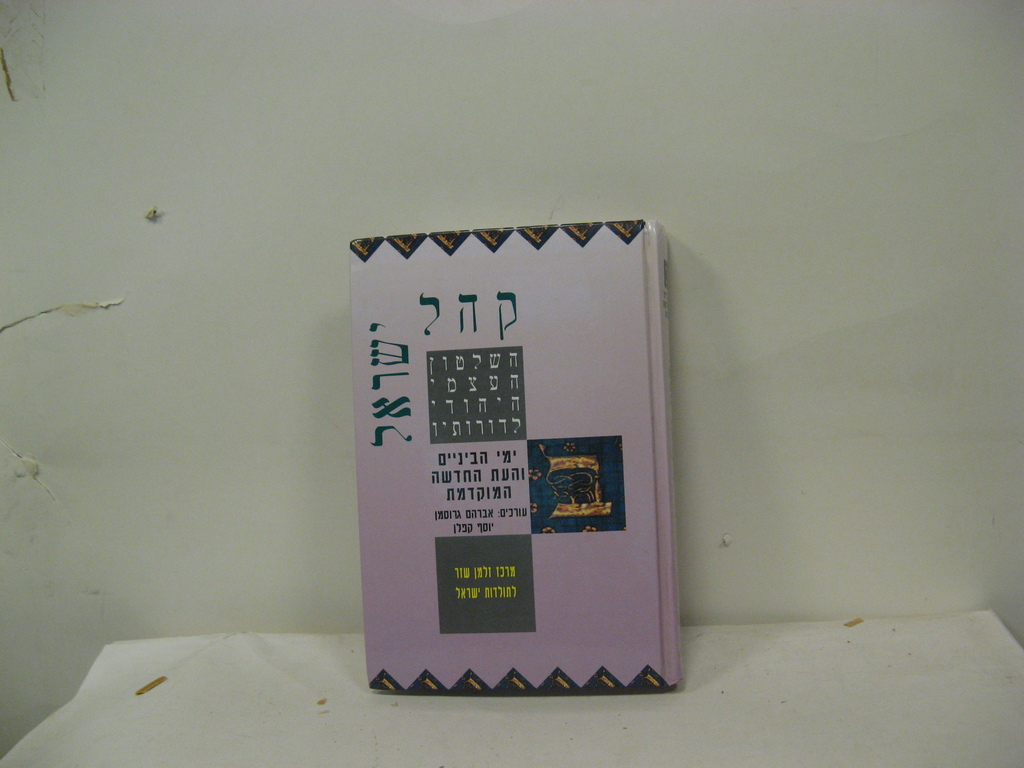 קהל
ישראל
השלטון
העצמי
היהודי
לדורותיו
ימי הביניים
והעת החדשה
המוקדמת
עורכים: אברהם גרוסמן
יוסף קפלן
מרכז זלמן שזר
לתולדות ישראל